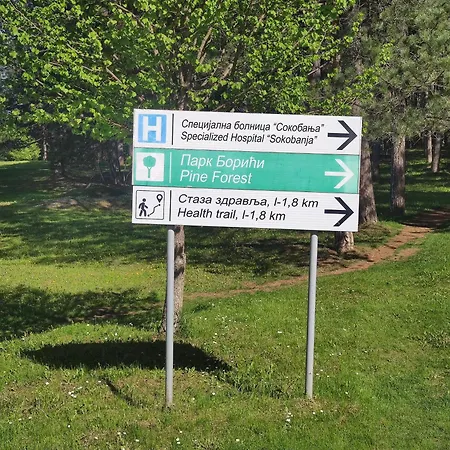 H
Специјална болница "Сокобања"
Specialized Hospital "Sokobanja"
Парк Борићи
Pine Forest
Стаза здравља, l-1,8 km
Health trail, l-1,8 km